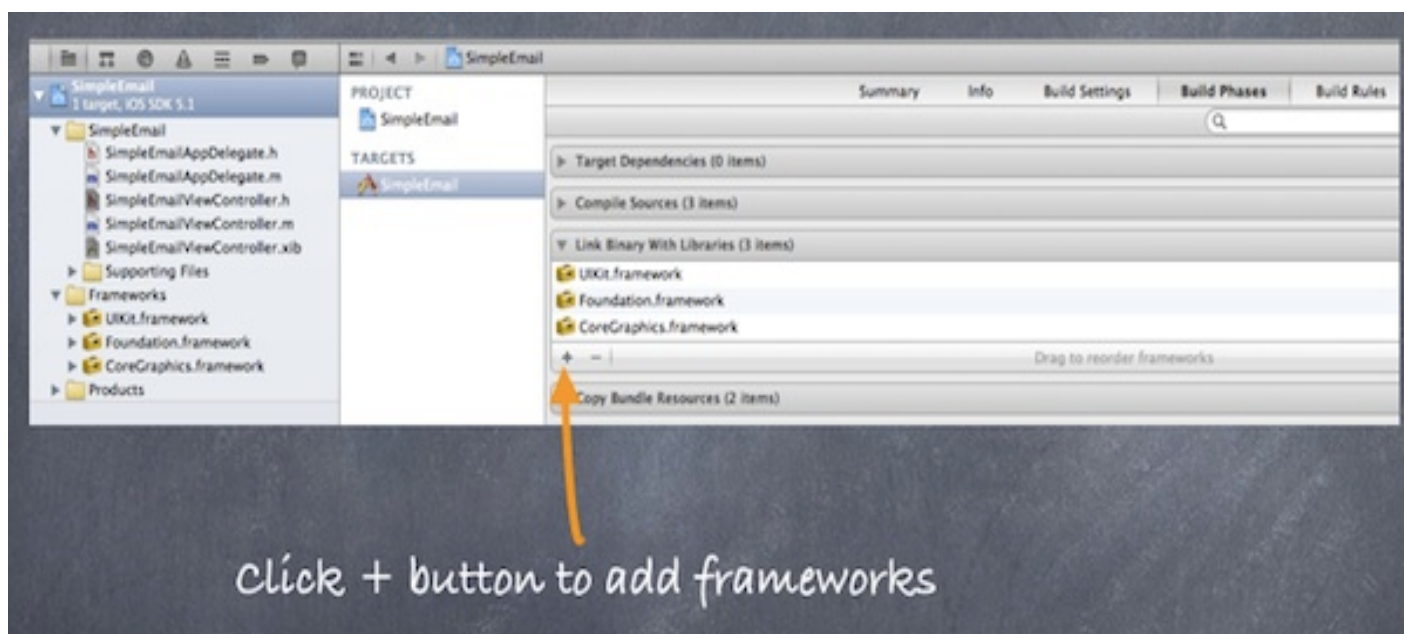 SimpleEmail
SimpleEmail
1 target, iOS SDK 5.1
SimpleEmail
SimpleEmailAppDelegate.h
SimpleEmailAppDelegate.m
SimpleEmailViewController.h
SimpleEmailViewController.m
SimpleEmailViewController.xib
Supporting Files
Frameworks
UIKit.framework
Foundation.framework
CoreGraphics.framework
Products
PROJECT
SimpleEmail
TARGETS
SimpleEmail
Summary Info Build Settings Build Phases Build Rules
Target Dependencies (0 items)
Compile Sources (3 items)
Link Binary With Libraries (3 items)
UIKit.framework
Foundation.framework
CoreGraphics.framework
+ − Drag to reorder frameworks
Copy Bundle Resources (2 items)
Click + button to add frameworks